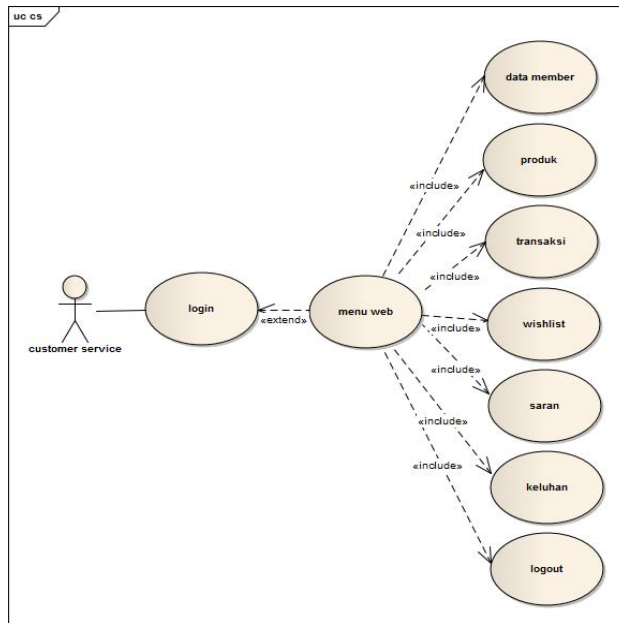 uc cs
data member
«include»
produk
«include»
transaksi
«include»
customer service
login
«extend»
menu web
wishlist
«include»
saran
«include»
keluhan
«include»
logout
«include»